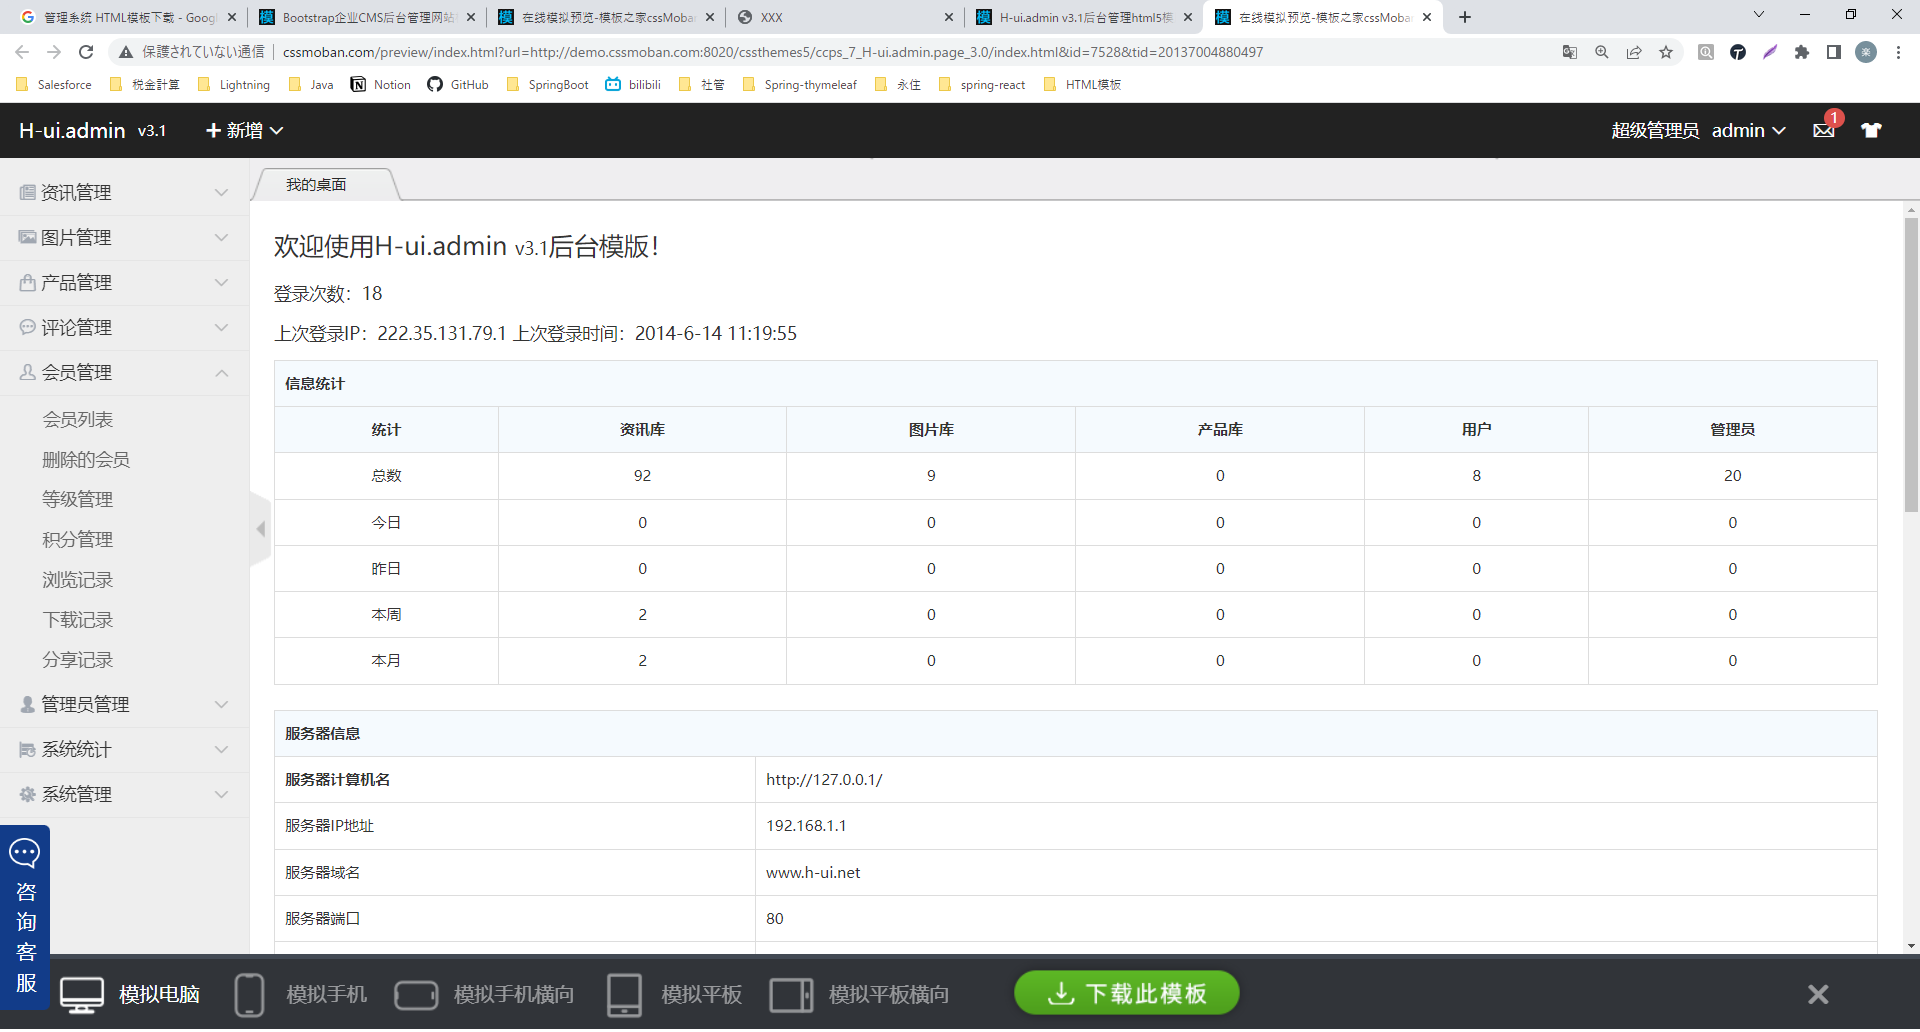 管理系统 HTML模板下载 - Goog
Bootstrap企业CMS后台管理网站
在线模拟预览-模板之家cssMoba
XXX
H-ui.admin v3.1后台管理html5模
在线模拟预览-模板之家cssMoba
保護されていない通信
cssmoban.com/preview/index.html?url=http://demo.cssmoban.com:8020/cssthemes5/ccps_7_H-ui.admin.page_3.0/index.html&id=7528&tid=20137004880497
Salesforce 税金計算 Lightning Java Notion GitHub SpringBoot bilibili 社管 Spring-thymeleaf 永住 spring-react HTML模板
H-ui.admin v3.1 新增 超级管理员 admin 1
我的桌面
资讯管理
图片管理
产品管理
评论管理
会员管理
会员列表
删除的会员
等级管理
积分管理
浏览记录
下载记录
分享记录
管理员管理
系统统计
系统管理
欢迎使用H-ui.admin v3.1后台模版!
登录次数：18
上次登录IP：222.35.131.79.1 上次登录时间：2014-6-14 11:19:55
信息统计
统计 资讯库 图片库 产品库 用户 管理员
总数 92 9 0 8 20
今日 0 0 0 0 0
昨日 0 0 0 0 0
本周 2 0 0 0 0
本月 2 0 0 0 0
服务器信息
服务器计算机名 http://127.0.0.1/
服务器IP地址 192.168.1.1
服务器域名 www.h-ui.net
服务器端口 80
咨询客服
模拟电脑 模拟手机 模拟手机横向 模拟平板 模拟平板横向 下载此模板